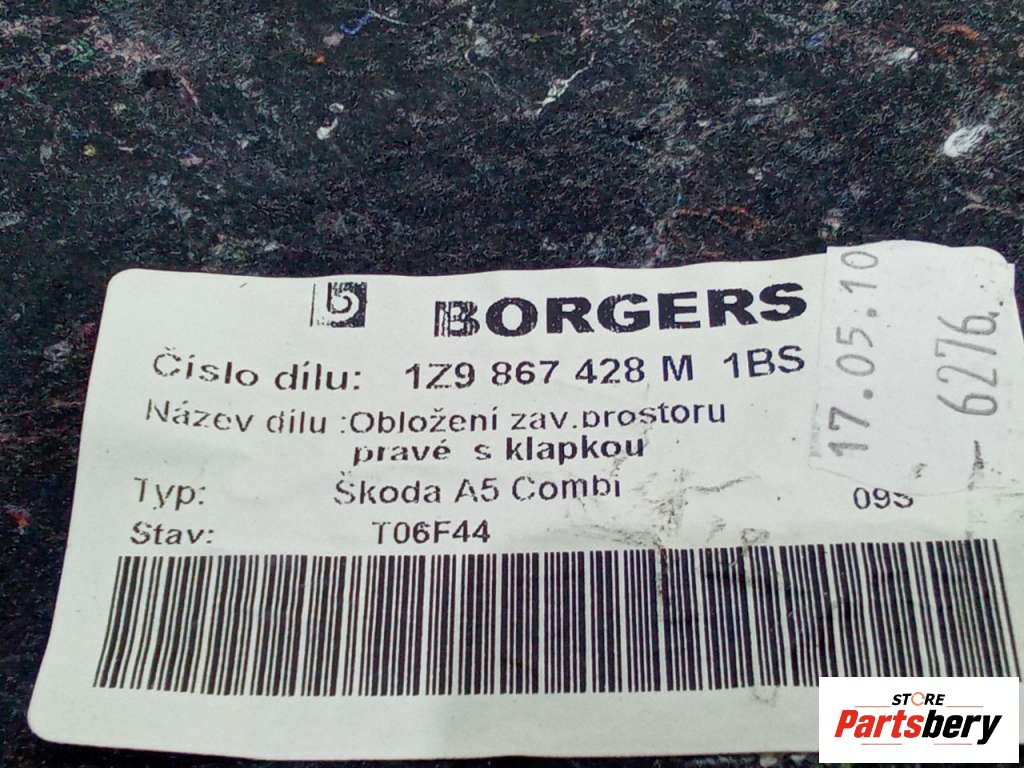 BORGERS
Číslo dílu: 1Z9 867 428 M 1BS
Název dílu :Obložení zav.prostoru
pravé s klapkou
Typ: Škoda A5 Combi
09S
Stav: T06F44
17.05.10
6276
STORE
Partsbery